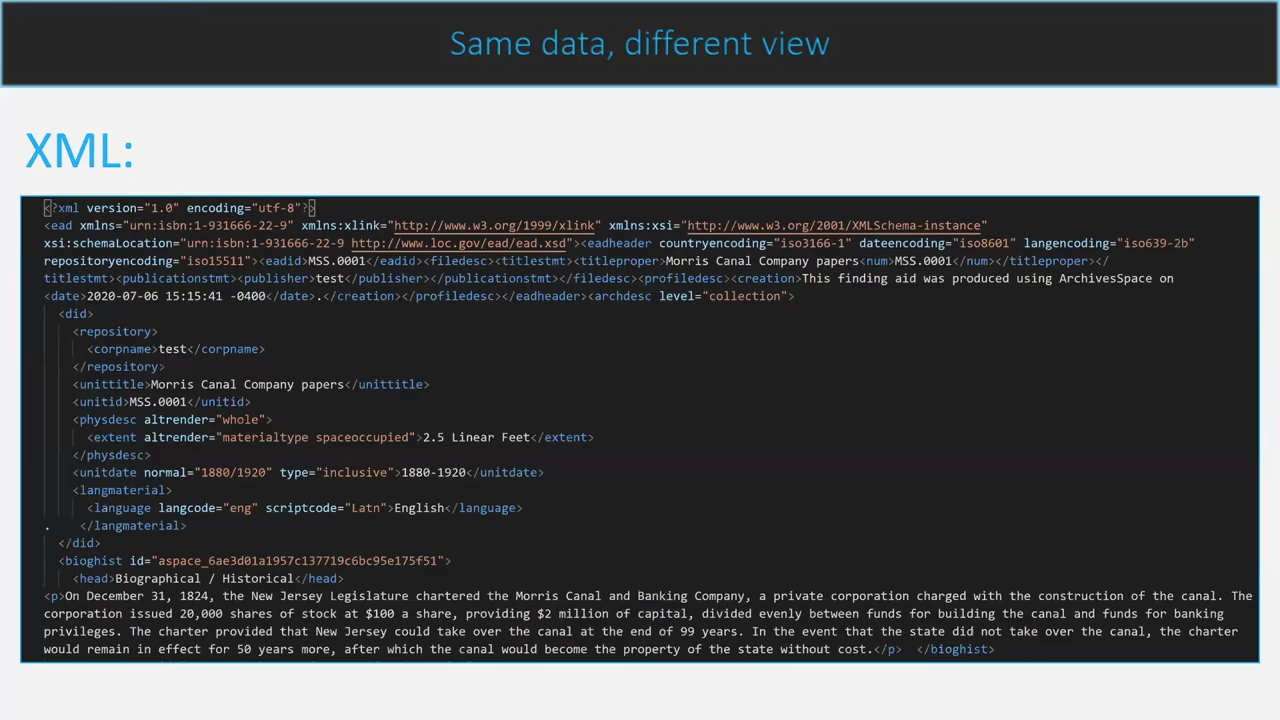 Same data, different view
XML:
<?xml version="1.0" encoding="utf-8"?>
<ead xmlns="urn:isbn:1-931666-22-9" xmlns:xlink="http://www.w3.org/1999/xlink" xmlns:xsi="http://www.w3.org/2001/XMLSchema-instance"
xsi:schemaLocation="urn:isbn:1-931666-22-9 http://www.loc.gov/ead/ead.xsd"><eadheader countryencoding="iso3166-1" dateencoding="iso8601" langencoding="iso639-2b"
repositoryencoding="iso15511"><eadid>MSS.0001</eadid><filedesc><titlestmt><titleproper>Morris Canal Company papers<num>MSS.0001</num></titleproper></
titlestmt><publicationstmt><publisher>test</publisher></publicationstmt></filedesc><profiledesc><creation>This finding aid was produced using ArchivesSpace on
<date>2020-07-06 15:15:41 -0400</date>.</creation></profiledesc></eadheader><archdesc level="collection">
<did>
<repository>
<corpname>test</corpname>
</repository>
<unittitle>Morris Canal Company papers</unittitle>
<unitid>MSS.0001</unitid>
<physdesc altrender="whole">
<extent altrender="materialtype spaceoccupied">2.5 Linear Feet</extent>
</physdesc>
<unitdate normal="1880/1920" type="inclusive">1880-1920</unitdate>
<langmaterial>
<language langcode="eng" scriptcode="Latn">English</language>
. </langmaterial>
</did>
<bioghist id="aspace_6ae3d01a1957c137719c6bc95e175f51">
<head>Biographical / Historical</head>
<p>On December 31, 1824, the New Jersey Legislature chartered the Morris Canal and Banking Company, a private corporation charged with the construction of the canal. The
corporation issued 20,000 shares of stock at $100 a share, providing $2 million of capital, divided evenly between funds for building the canal and funds for banking
privileges. The charter provided that New Jersey could take over the canal at the end of 99 years. In the event that the state did not take over the canal, the charter
would remain in effect for 50 years more, after which the canal would become the property of the state without cost.</p>  </bioghist>